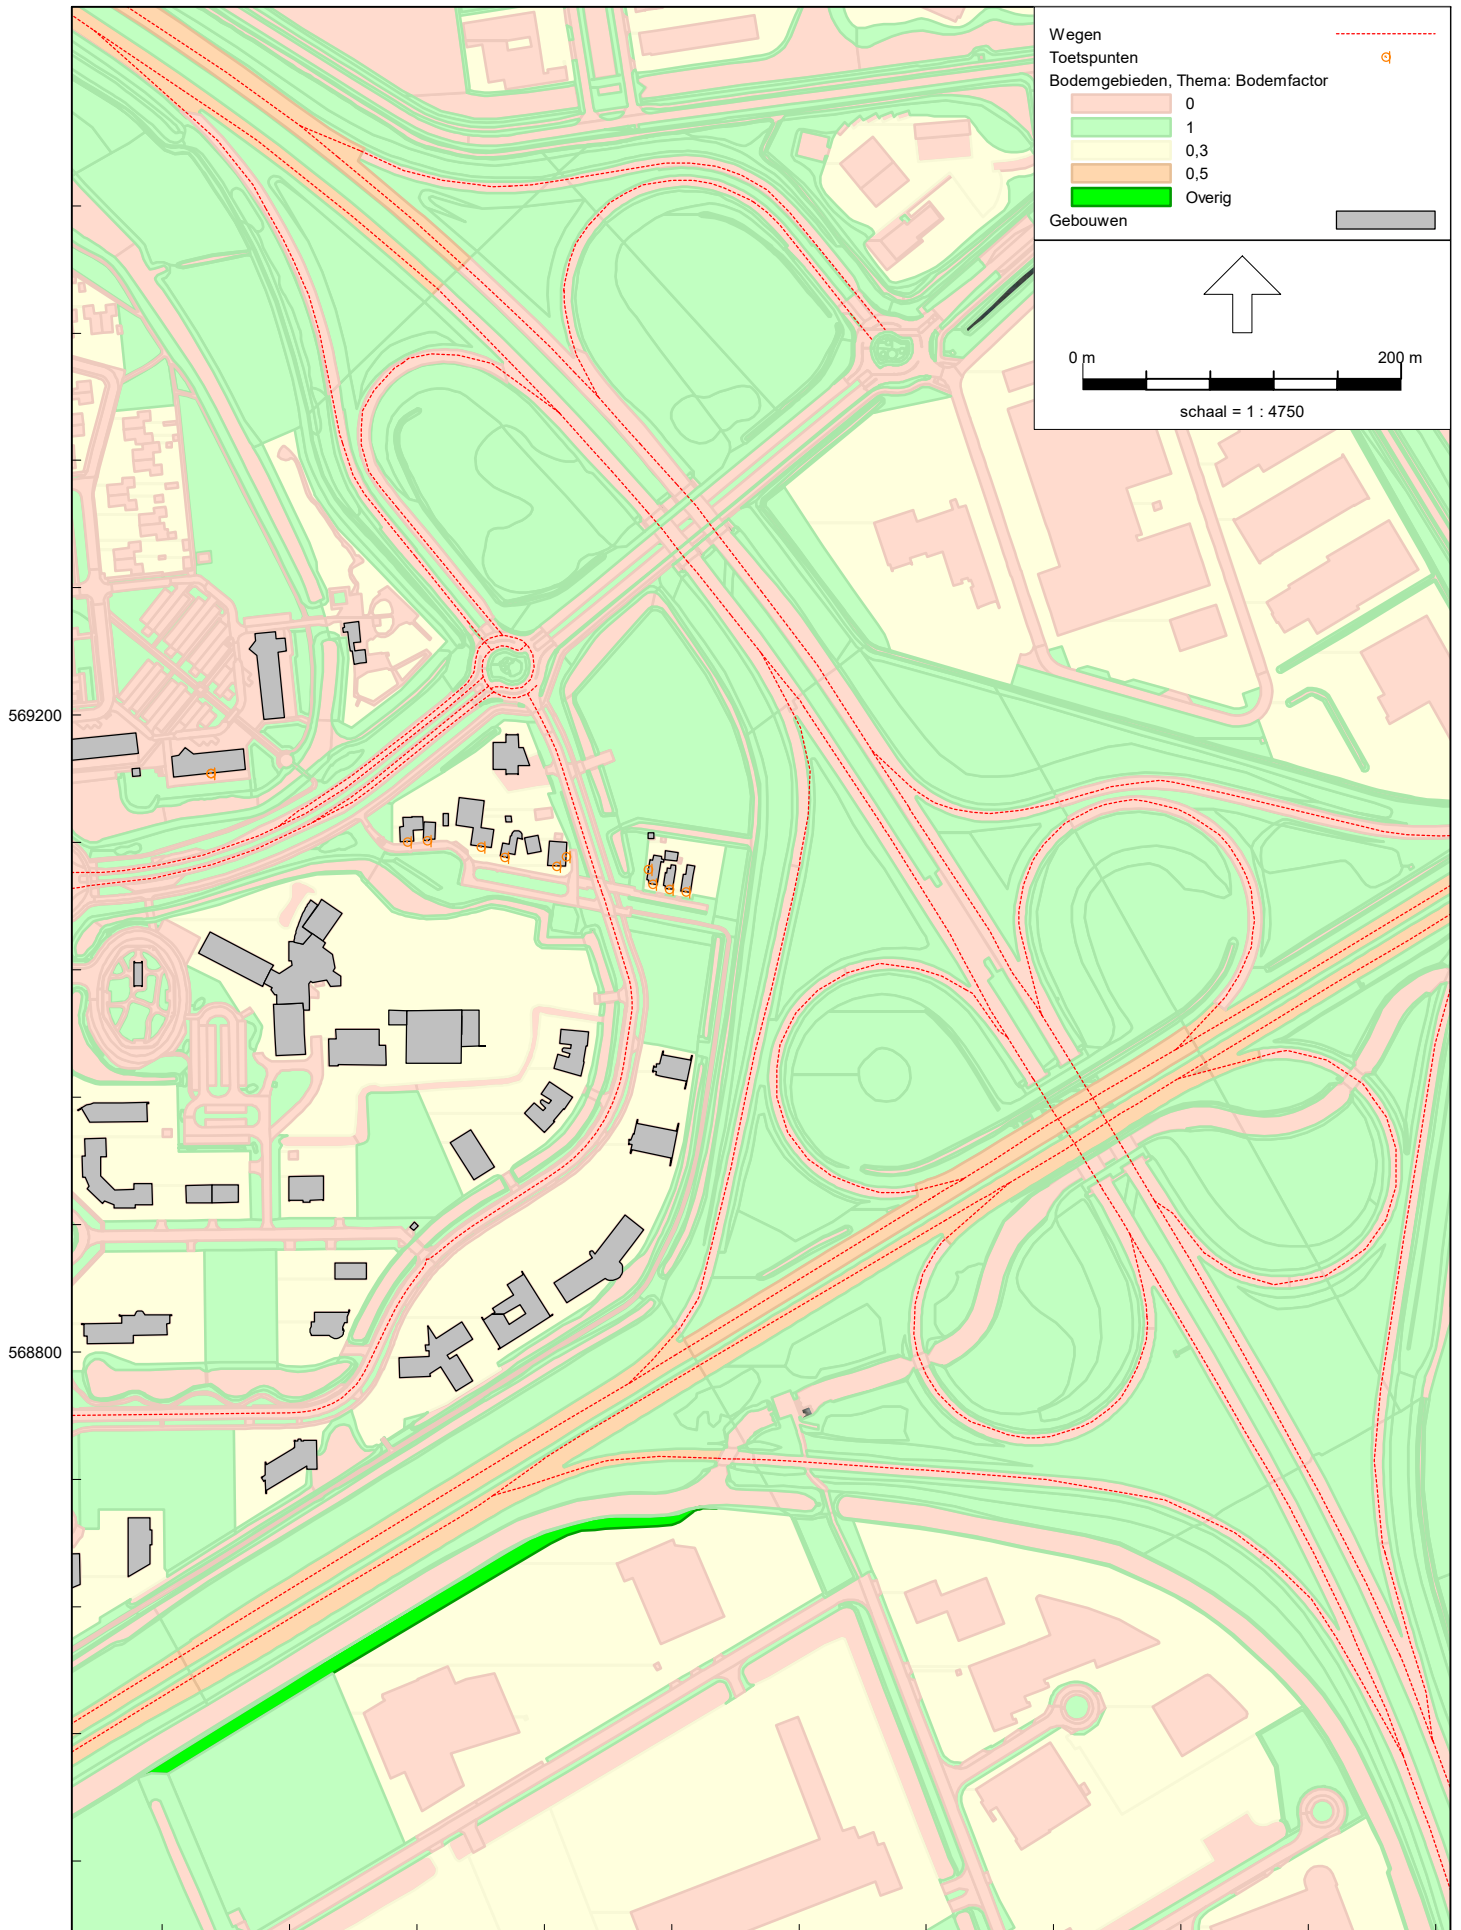 Wegen
Toetspunten
Bodemgebieden, Thema: Bodemfactor
0
1
0,3
0,5
Overig
Gebouwen
0 m 200 m
schaal = 1 : 4750
569200
568800